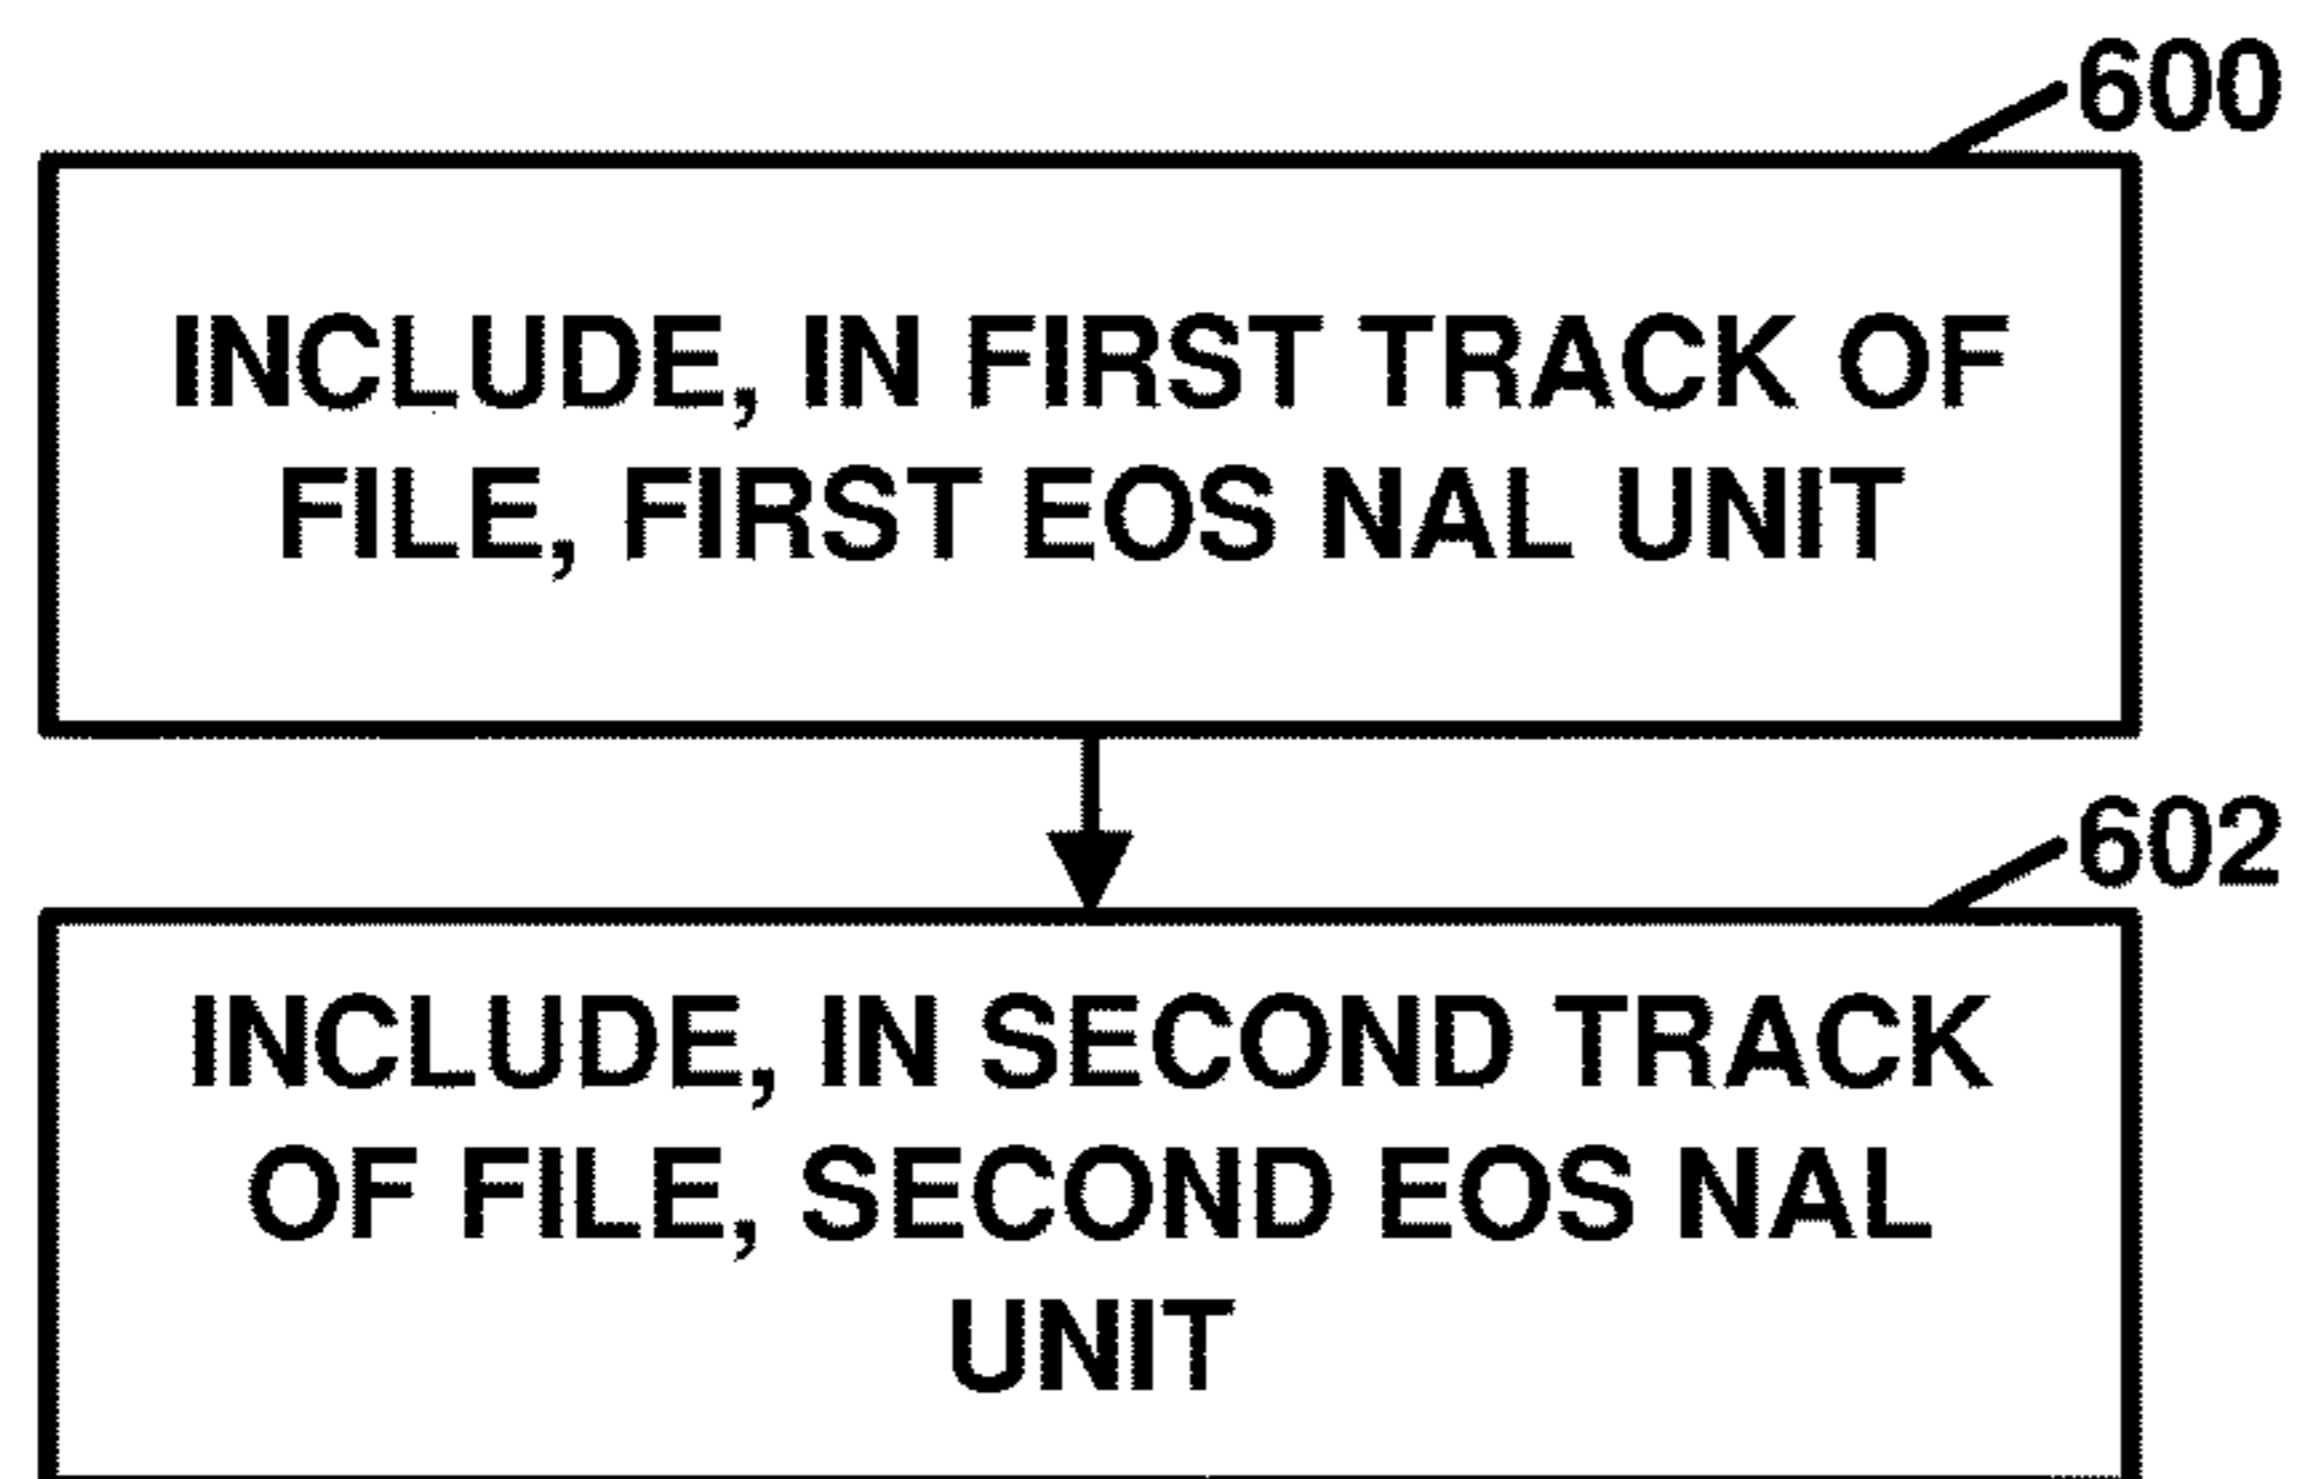 600
INCLUDE, IN FIRST TRACK OF
FILE, FIRST EOS NAL UNIT
602
INCLUDE, IN SECOND TRACK
OF FILE, SECOND EOS NAL
UNIT